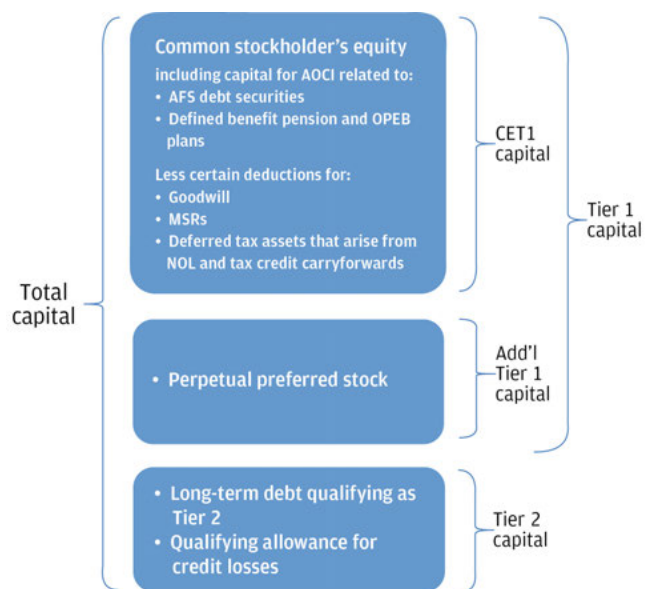 Total
capital
Common stockholder's equity
including capital for AOCI related to:
• AFS debt securities
• Defined benefit pension and OPEB
plans
Less certain deductions for:
• Goodwill
• MSRs
• Deferred tax assets that arise from
NOL and tax credit carryforwards
CET1
capital
Tier 1
capital
• Perpetual preferred stock
Add'l
Tier 1
capital
• Long-term debt qualifying as
Tier 2
• Qualifying allowance for
credit losses
Tier 2
capital